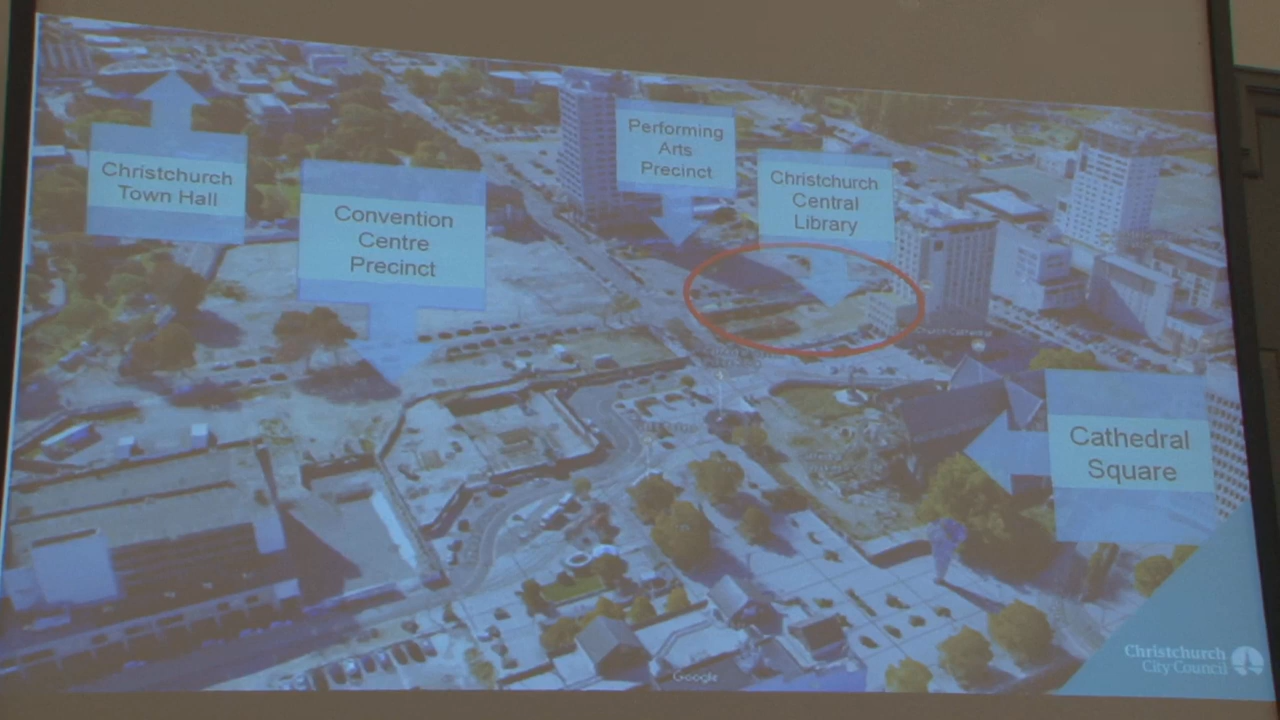 Christchurch
Town Hall
Convention
Centre
Precinct
Performing
Arts
Precinct
Christchurch
Central
Library
Cathedral
Square
Google
Christchurch
City Council